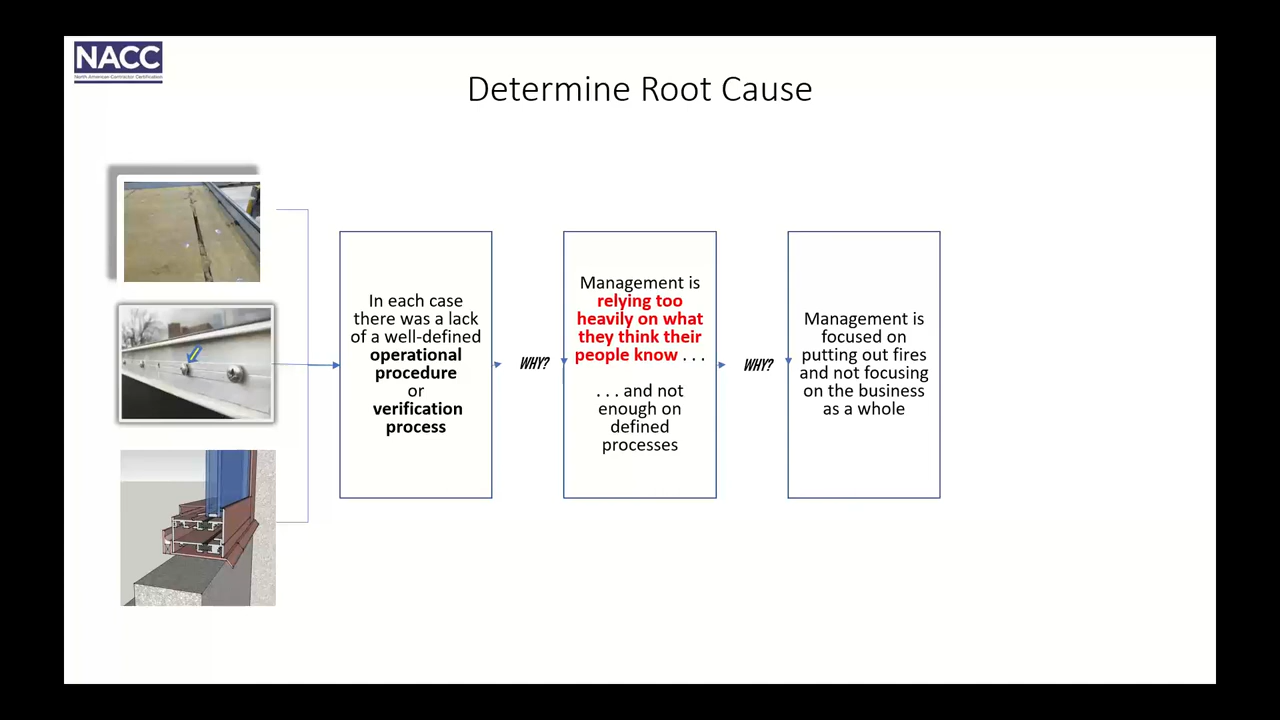 NACC
North American Contractor Certification
Determine Root Cause
In each case
there was a lack
of a well-defined
operational
procedure
or
verification
process
WHY?
Management is
relying too
heavily on what
they think their
people know . . .
. . . and not
enough on
defined
processes
WHY?
Management is
focused on
putting out fires
and not focusing
on the business
as a whole